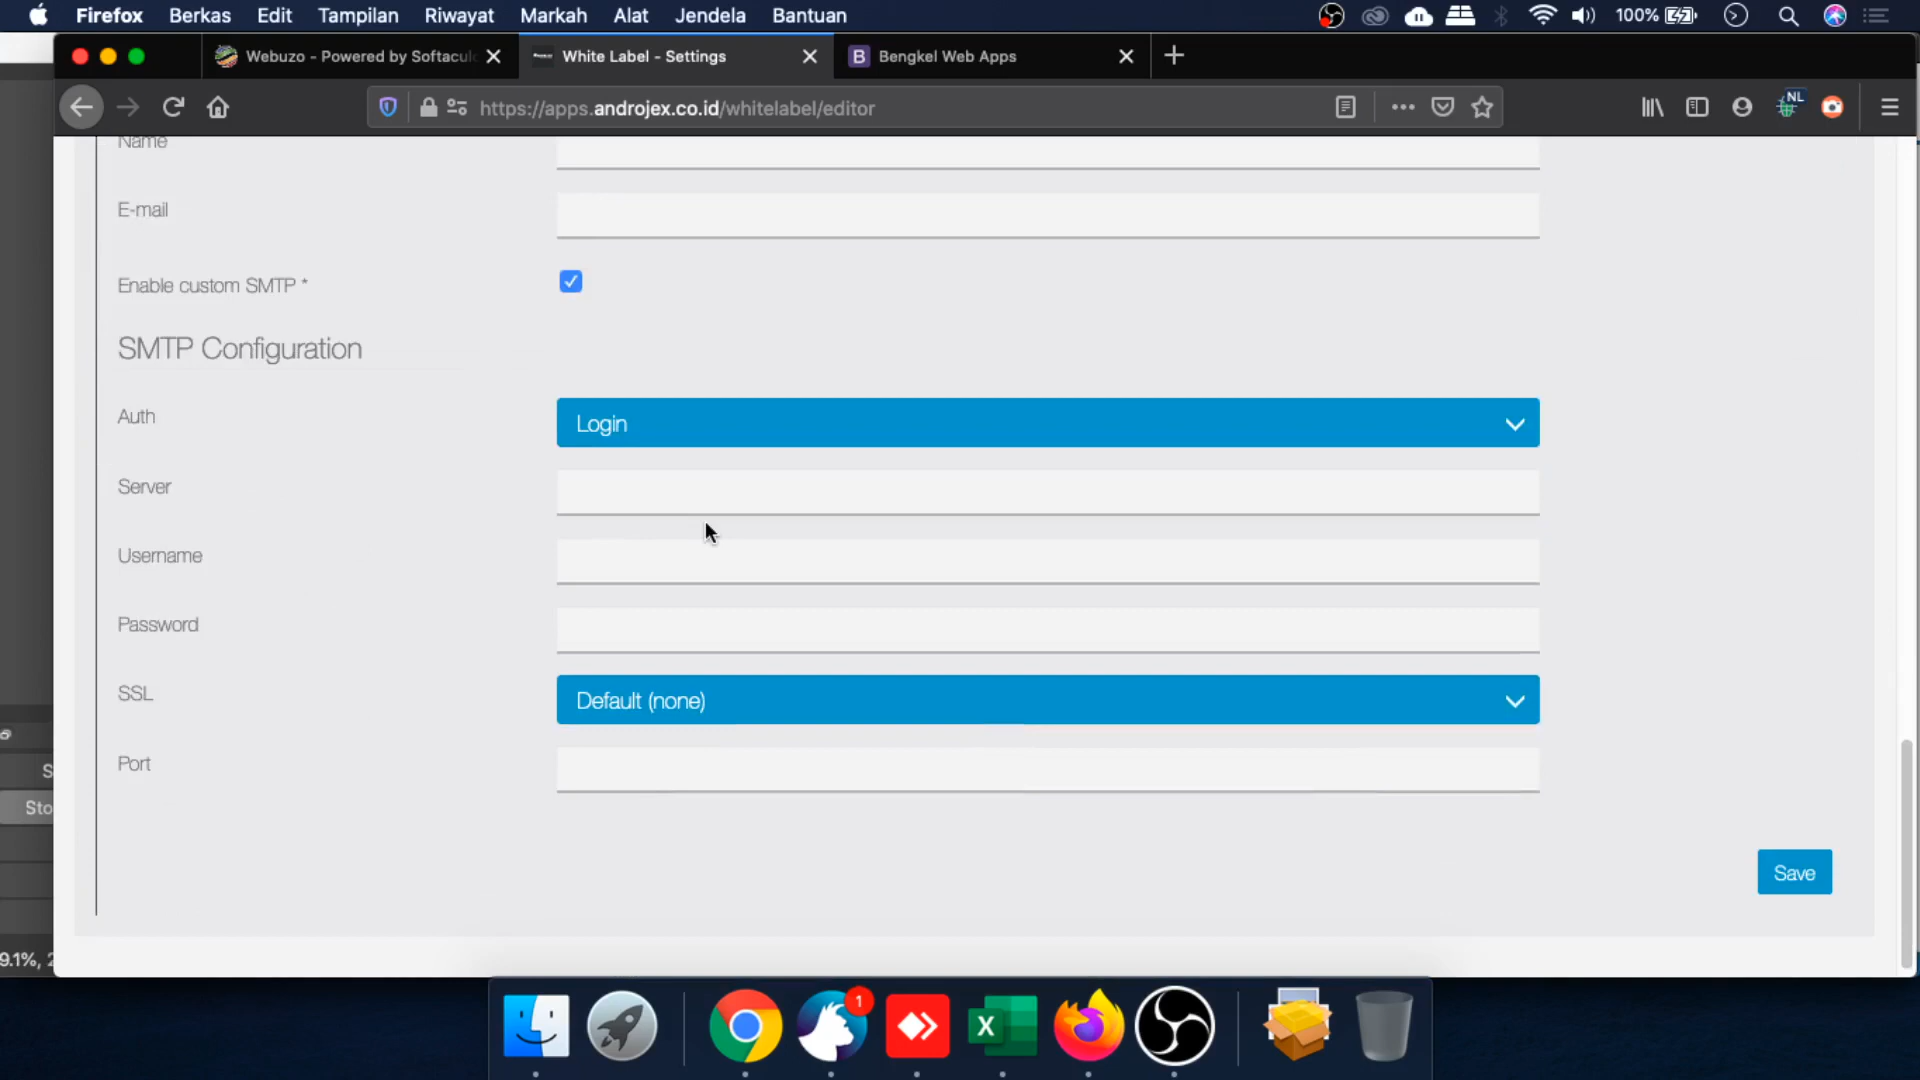 Firefox Berkas Edit Tampilan Riwayat Markah Alat Jendela Bantuan 100%
Webuzo - Powered by Softacul White Label - Settings B Bengkel Web Apps
https://apps.androjex.co.id/whitelabel/editor NL
Name
E-mail
Enable custom SMTP *
SMTP Configuration
Auth Login
Server
Username
Password
SSL Default (none)
Port
S
Sto
Save
9.1%, 2
1
X